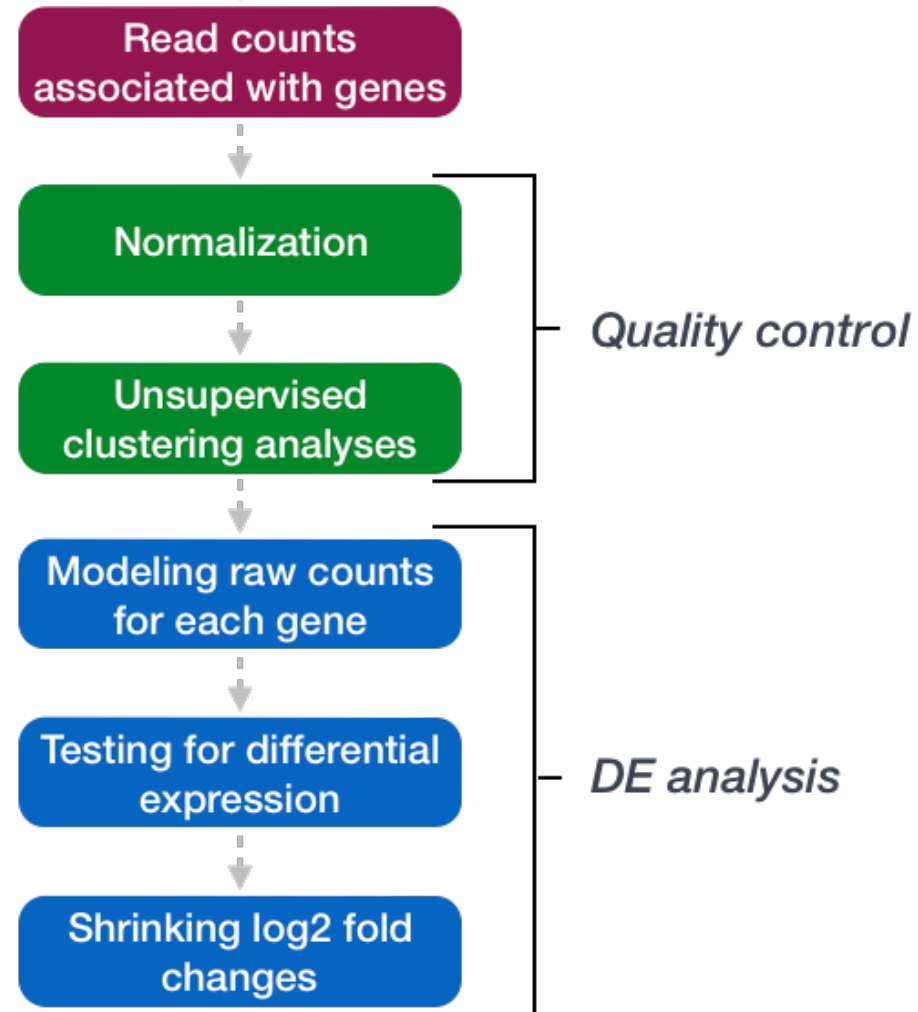 Read counts
associated with genes
Normalization
Quality control
Unsupervised
clustering analyses
Modeling raw counts
for each gene
Testing for differential
expression
DE analysis
Shrinking log2 fold
changes